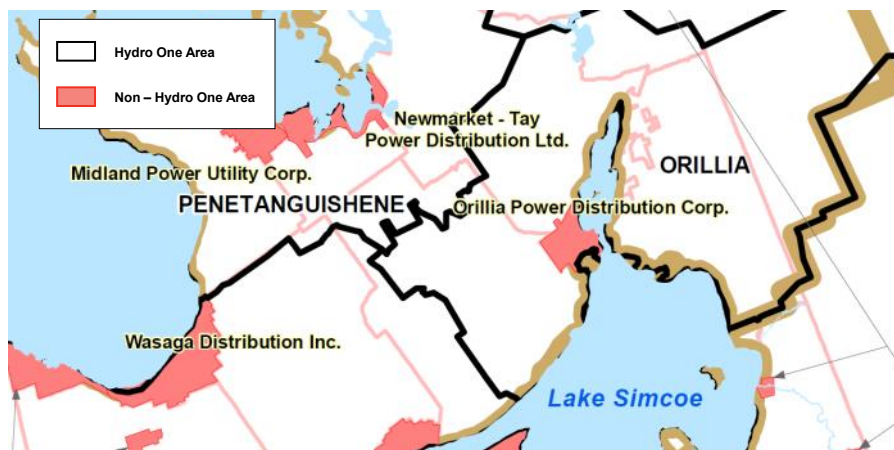 Hydro One Area
Non – Hydro One Area
Newmarket - Tay
Power Distribution Ltd.
Midland Power Utility Corp.
ORILLIA
PENETANGUISHENE
Orillia Power Distribution Corp.
Wasaga Distribution Inc.
Lake Simcoe